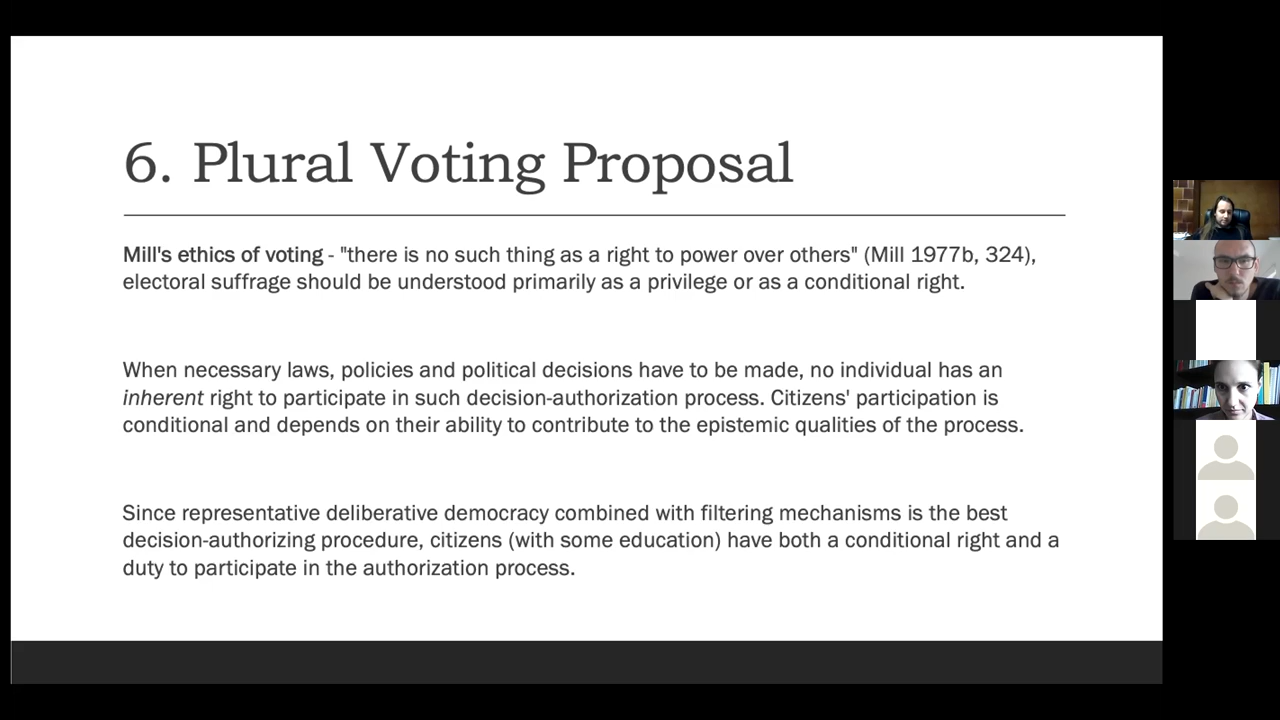 6. Plural Voting Proposal
Mill's ethics of voting - "there is no such thing as a right to power over others" (Mill 1977b, 324),
electoral suffrage should be understood primarily as a privilege or as a conditional right.
When necessary laws, policies and political decisions have to be made, no individual has an
inherent right to participate in such decision-authorization process. Citizens' participation is
conditional and depends on their ability to contribute to the epistemic qualities of the process.
Since representative deliberative democracy combined with filtering mechanisms is the best
decision-authorizing procedure, citizens (with some education) have both a conditional right and a
duty to participate in the authorization process.